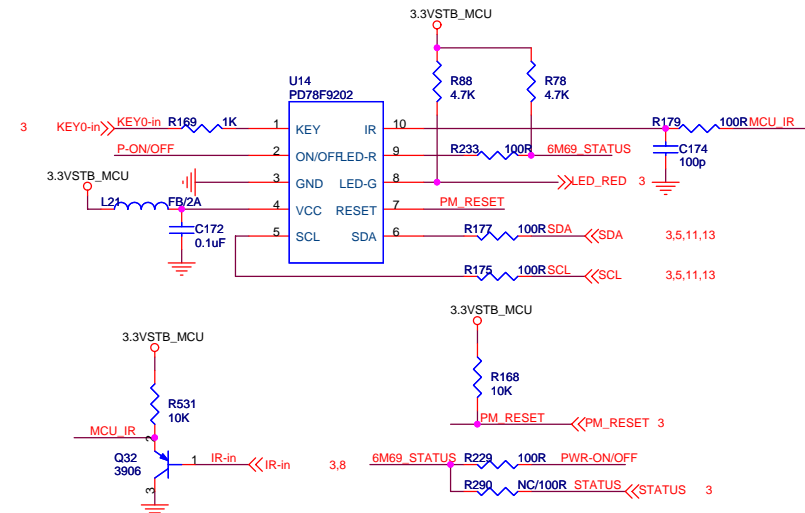 3.3VSTB_MCU
U14
PD78F9202
R88
4.7K
R78
4.7K
3 KEY0-in KEY0-in R169 1K 1 KEY IR 10 R179 100R MCU_IR
P-ON/OFF 2 ON/OFF LED-R 9 R233 100R 6M69_STATUS
C174
100p
3.3VSTB_MCU
3 GND LED-G 8 LED_RED 3
L21 FB/2A 4 VCC RESET 7 PM_RESET
C172
0.1uF
5 SCL SDA 6 R177 100R SDA SDA 3,5,11,13
R175 100R SCL SCL 3,5,11,13
3.3VSTB_MCU
3.3VSTB_MCU
R168
10K
R531
10K
PM_RESET PM_RESET 3
MCU_IR 2
Q32
3906
1 IR-in IR-in 3,8
3
6M69_STATUS R229 100R PWR-ON/OFF
R290 NC/100R STATUS STATUS 3